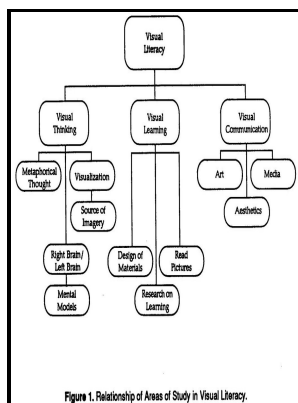 Visual
Literacy
Visual
Thinking
Visual
Learning
Visual
Communication
Metaphorical
Thought
Visualization
Source of
Imagery
Right Brain/
Left Brain
Mental
Models
Design of
Materials
Read
Pictures
Research on
Learning
Art
Media
Aesthetics
Figure 1. Relationship of Areas of Study in Visual Literacy.